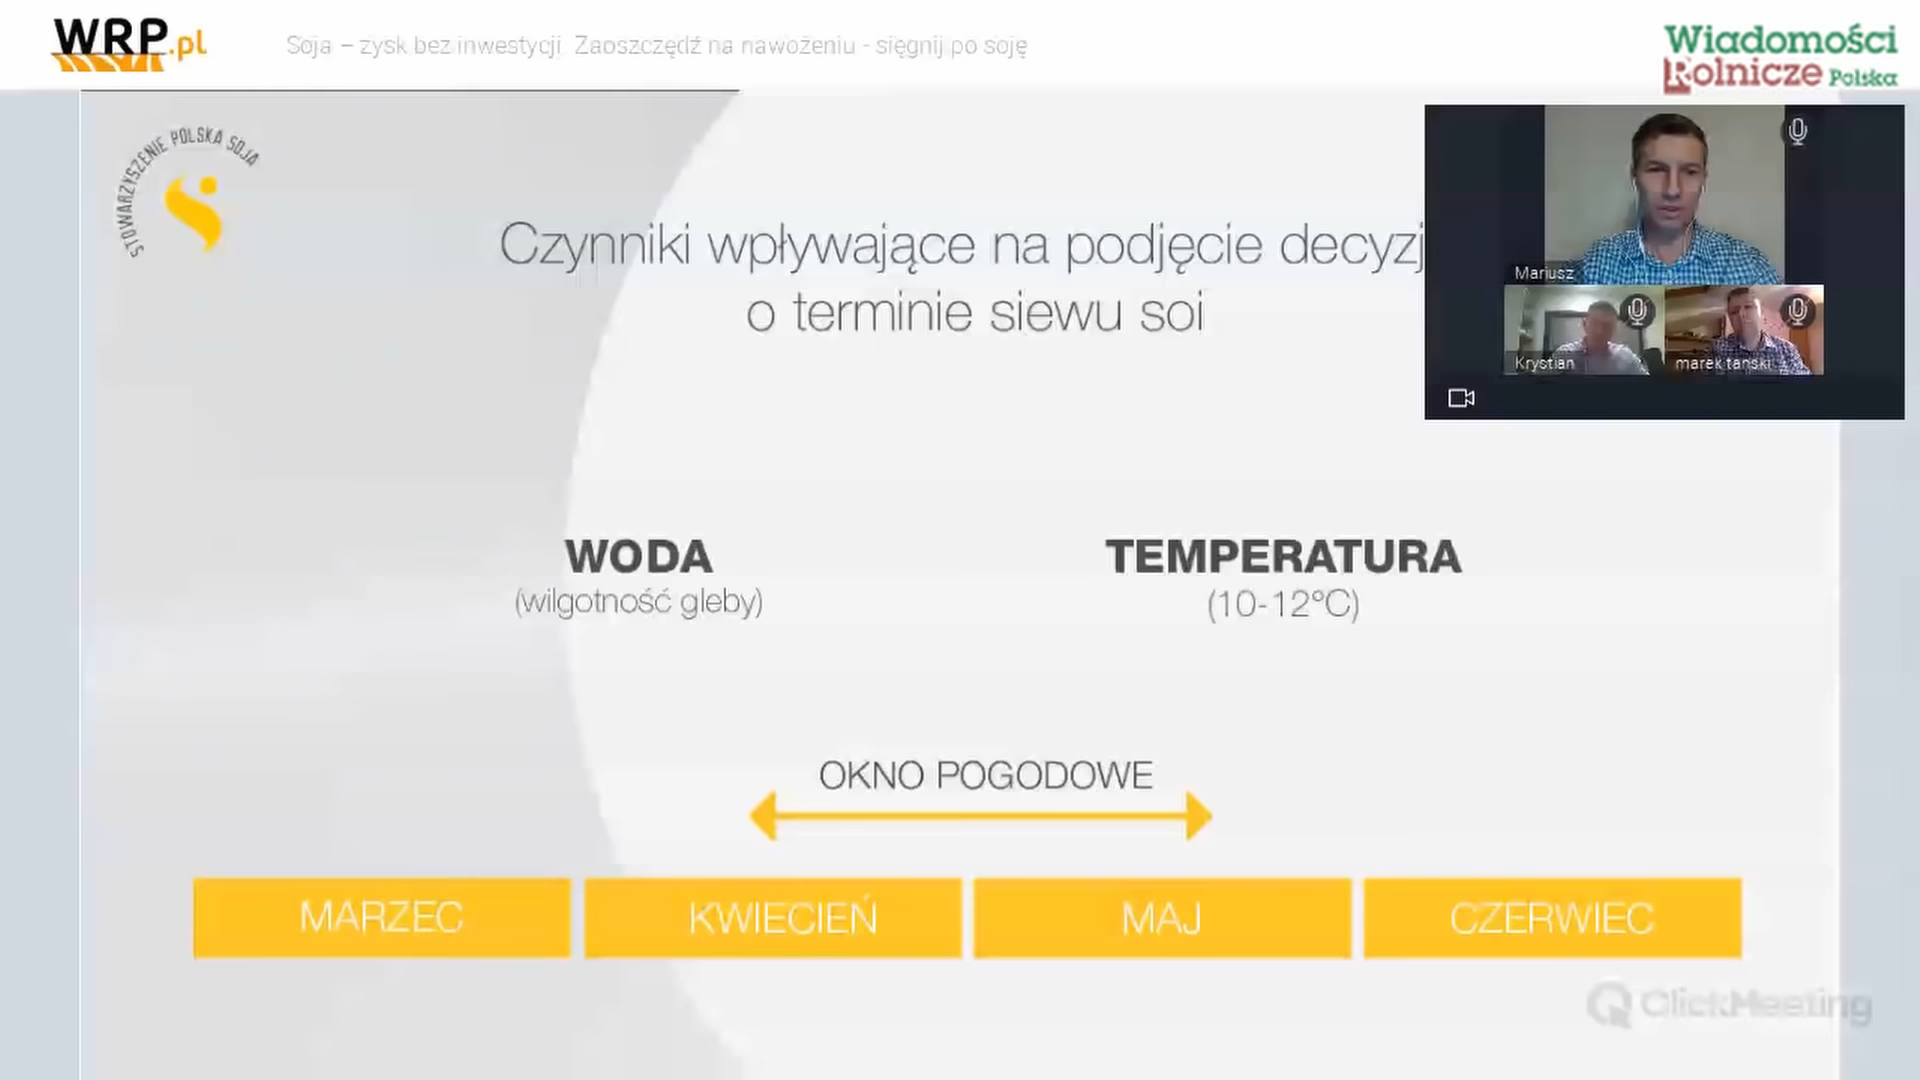 WRP.pl
Soja – zysk bez inwestycji Zaoszczędź na nawożeniu - sięgnij po soję
Wiadomości
Rolnicze Polska
STOWARZYSZENIE POLSKA SOJA
Czynniki wpływające na podjęcie decyzj
o terminie siewu soi
Mariusz
Krystian
marek tański
WODA
(wilgotność gleby)
TEMPERATURA
(10-12°C)
OKNO POGODOWE
MARZEC
KWIECIEŃ
MAJ
CZERWIEC
ClickMeeting